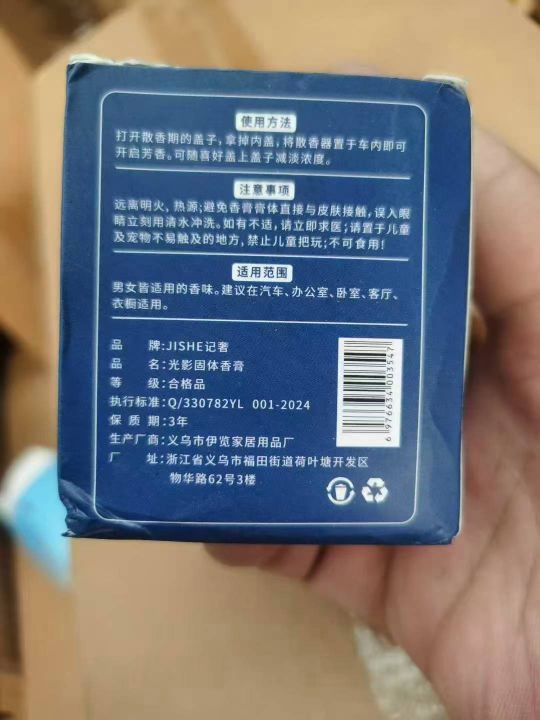 使用方法
打开散香期的盖子，拿掉内盖，将散香器置于车内即可
开启芳香。可随喜好盖上盖子减淡浓度。
注意事项
远离明火，热源;避免香膏膏体直接与皮肤接触，误入眼
睛立刻用清水冲洗。如有不适，请立即求医;请置于儿童
及宠物不易触及的地方，禁止儿童把玩;不可食用!
适用范围
男女皆适用的香味。建议在汽车、办公室、卧室、客厅、
衣橱适用。
品 牌:JISHE记奢
品 名:光影固体香膏
等 级:合格品
执行标准:Q/330782YL 001-2024
保 质 期:3年
生产厂商:义乌市伊览家居用品厂
厂 址:浙江省义乌市福田街道荷叶塘开发区
物华路62号3楼
6976634003547